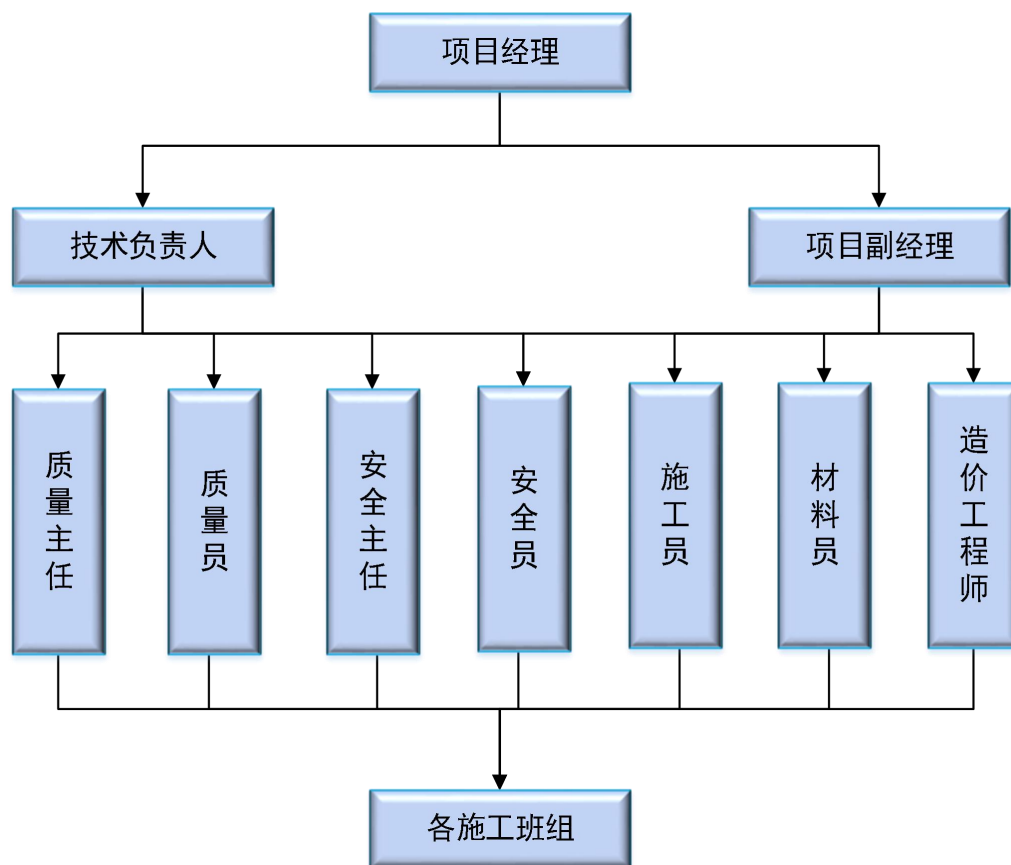 项目经理
技术负责人
项目副经理
质量主任
质量员
安全主任
安全员
施工员
材料员
造价工程师
各施工班组